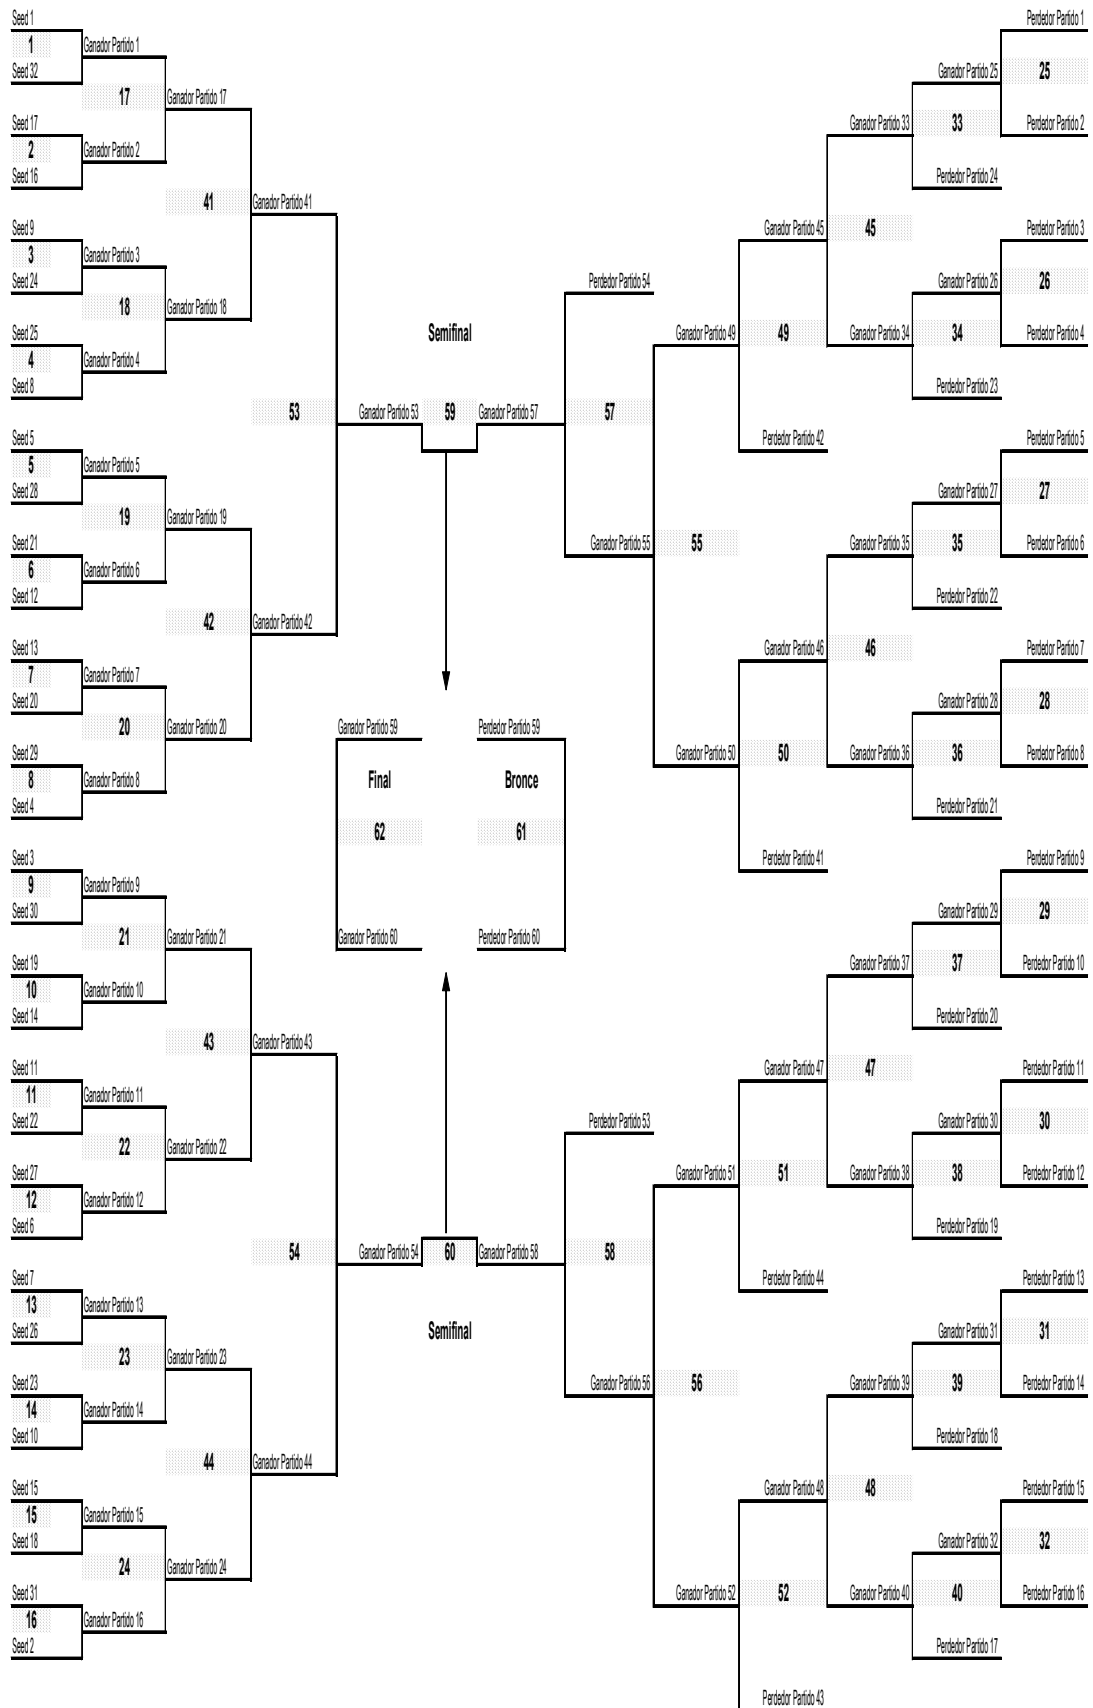 Seed 1
1
Seed 32
Ganador Partido 1
17
Seed 17
2
Seed 16
Ganador Partido 2
Ganador Partido 17
41
Seed 9
3
Seed 24
Ganador Partido 3
18
Seed 25
4
Seed 8
Ganador Partido 4
Ganador Partido 18
Ganador Partido 41
53
Seed 5
5
Seed 28
Ganador Partido 5
19
Seed 21
6
Seed 12
Ganador Partido 6
Ganador Partido 19
42
Seed 13
7
Seed 20
Ganador Partido 7
20
Seed 29
8
Seed 4
Ganador Partido 8
Ganador Partido 20
Ganador Partido 42
Seed 3
9
Seed 30
Ganador Partido 9
21
Seed 19
10
Seed 14
Ganador Partido 10
Ganador Partido 21
43
Seed 11
11
Seed 22
Ganador Partido 11
22
Seed 27
12
Seed 6
Ganador Partido 12
Ganador Partido 22
Ganador Partido 43
54
Seed 7
13
Seed 26
Ganador Partido 13
23
Seed 23
14
Seed 10
Ganador Partido 14
Ganador Partido 23
44
Seed 15
15
Seed 18
Ganador Partido 15
24
Seed 31
16
Seed 2
Ganador Partido 16
Ganador Partido 24
Ganador Partido 44
Semifinal
Ganador Partido 53
59
Ganador Partido 57
Ganador Partido 59
Final
62
Ganador Partido 60
Perdedor Partido 59
Bronce
61
Perdedor Partido 60
Ganador Partido 54
60
Ganador Partido 58
Semifinal
Perdedor Partido 54
57
Ganador Partido 55
Perdedor Partido 53
58
Ganador Partido 56
Ganador Partido 49
55
Ganador Partido 50
Ganador Partido 51
56
Ganador Partido 52
Ganador Partido 45
49
Perdedor Partido 42
Ganador Partido 46
50
Perdedor Partido 41
Ganador Partido 47
51
Perdedor Partido 44
Ganador Partido 48
52
Perdedor Partido 43
Ganador Partido 33
45
Ganador Partido 34
Ganador Partido 35
46
Ganador Partido 36
Ganador Partido 37
47
Ganador Partido 38
Ganador Partido 39
48
Ganador Partido 40
Ganador Partido 25
33
Perdedor Partido 24
Ganador Partido 26
34
Perdedor Partido 23
Ganador Partido 27
35
Perdedor Partido 22
Ganador Partido 28
36
Perdedor Partido 21
Ganador Partido 29
37
Perdedor Partido 20
Ganador Partido 30
38
Perdedor Partido 19
Ganador Partido 31
39
Perdedor Partido 18
Ganador Partido 32
40
Perdedor Partido 17
Perdedor Partido 1
25
Perdedor Partido 2
Perdedor Partido 3
26
Perdedor Partido 4
Perdedor Partido 5
27
Perdedor Partido 6
Perdedor Partido 7
28
Perdedor Partido 8
Perdedor Partido 9
29
Perdedor Partido 10
Perdedor Partido 11
30
Perdedor Partido 12
Perdedor Partido 13
31
Perdedor Partido 14
Perdedor Partido 15
32
Perdedor Partido 16